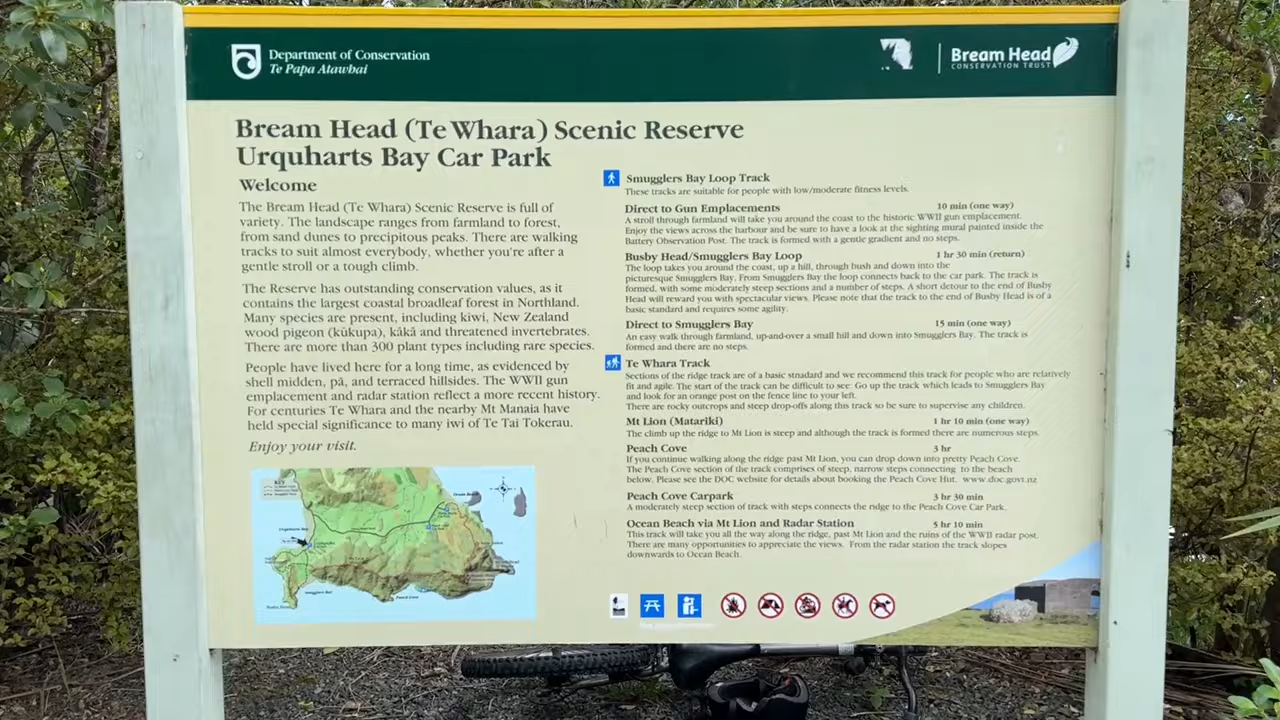 Department of Conservation
Te Papa Atawhai
Bream Head
CONSERVATION TRUST
Bream Head (Te Whara) Scenic Reserve
Urquharts Bay Car Park
Welcome
The Bream Head (Te Whara) Scenic Reserve is full of
variety. The landscape ranges from farmland to forest,
from sand dunes to precipitous peaks. There are walking
tracks to suit almost everybody, whether you're after a
gentle stroll or a tough climb.
The Reserve has outstanding conservation values, as it
contains the largest coastal broadleaf forest in Northland.
Many species are present, including kiwi, New Zealand
wood pigeon (kūkupa), kākā and threatened invertebrates.
There are more than 300 plant types including rare species.
People have lived here for a long time, as evidenced by
shell midden, pā, and terraced hillsides. The WWII gun
emplacement and radar station reflect a more recent history.
For centuries Te Whara and the nearby Mt Manaia have
held special significance to many iwi of Te Tai Tokerau.
Enjoy your visit.
KEY
Ocean Beach
Urquharts Bay
Smugglers Bay
Peach Cove
Busby Head
Smugglers Bay Loop Track
These tracks are suitable for people with low/moderate fitness levels.
Direct to Gun Emplacements 10 min (one way)
A stroll through farmland will take you around the coast to the historic WWII gun emplacement.
Enjoy the views across the harbour and be sure to have a look at the sighting mural painted inside the
Battery Observation Post. The track is formed with a gentle gradient and no steps.
Busby Head/Smugglers Bay Loop 1 hr 30 min (return)
The loop takes you around the coast, up a hill, through bush and down into the
picturesque Smugglers Bay. From Smugglers Bay the loop connects back to the car park. The track is
formed, with some moderately steep sections and a number of steps. A short detour to the end of Busby
Head will reward you with spectacular views. Please note that the track to the end of Busby Head is of a
basic standard and requires some agility.
Direct to Smugglers Bay 15 min (one way)
An easy walk through farmland, up-and-over a small hill and down into Smugglers Bay. The track is
formed and there are no steps.
Te Whara Track
Sections of the ridge track are of a basic stnadard and we recommend this track for people who are relatively
fit and agile. The start of the track can be difficult to see: Go up the track which leads to Smugglers Bay
and look for an orange post on the fence line to your left.
There are rocky outcrops and steep drop-offs along this track so be sure to supervise any children.
Mt Lion (Matariki) 1 hr 10 min (one way)
The climb up the ridge to Mt Lion is steep and although the track is formed there are numerous steps.
Peach Cove 3 hr
If you continue walking along the ridge past Mt Lion, you can drop down into pretty Peach Cove.
The Peach Cove section of the track comprises of steep, narrow steps connecting to the beach
below. Please see the DOC website for details about booking the Peach Cove Hut. www.doc.govt.nz
Peach Cove Carpark 3 hr 30 min
A moderately steep section of track with steps connects the ridge to the Peach Cove Car Park.
Ocean Beach via Mt Lion and Radar Station 5 hr 10 min
This track will take you all the way along the ridge, past Mt Lion and the ruins of the WWII radar post.
There are many opportunities to appreciate the views. From the radar station the track slopes
downwards to Ocean Beach.